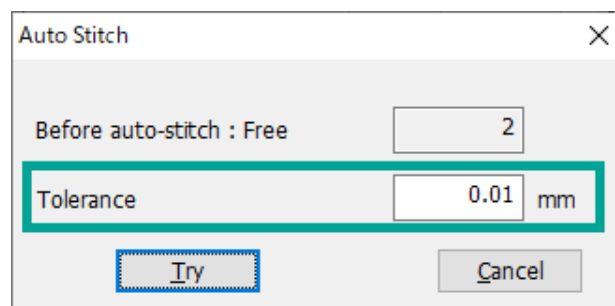 Auto Stitch
Before auto-stitch : Free 2
Tolerance 0.01 mm
Try Cancel